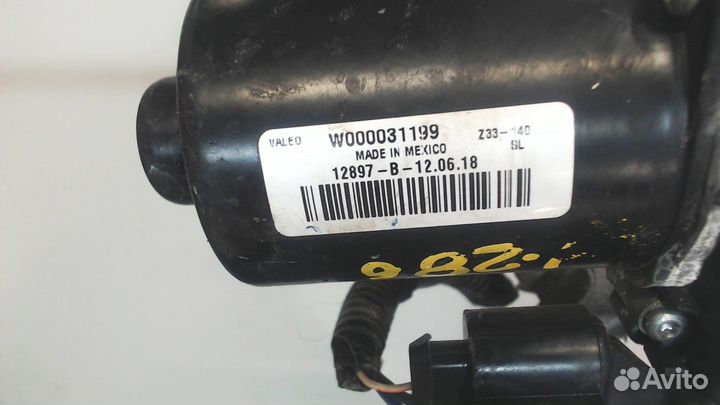 VALEO W000031199 Z33-140
MADE IN MEXICO SL
12897-B-12.06.18
Avito